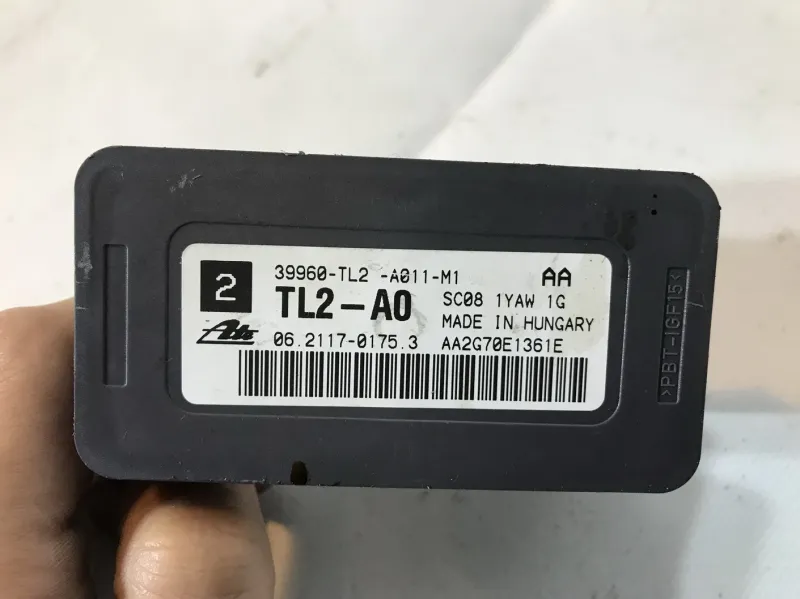 2
39960-TL2 -A011-M1 AA
TL2-A0 SC08 1YAW 1G
MADE IN HUNGARY
Ate 06.2117-0175.3 AA2G70E1361E
>PBT-IGF15<